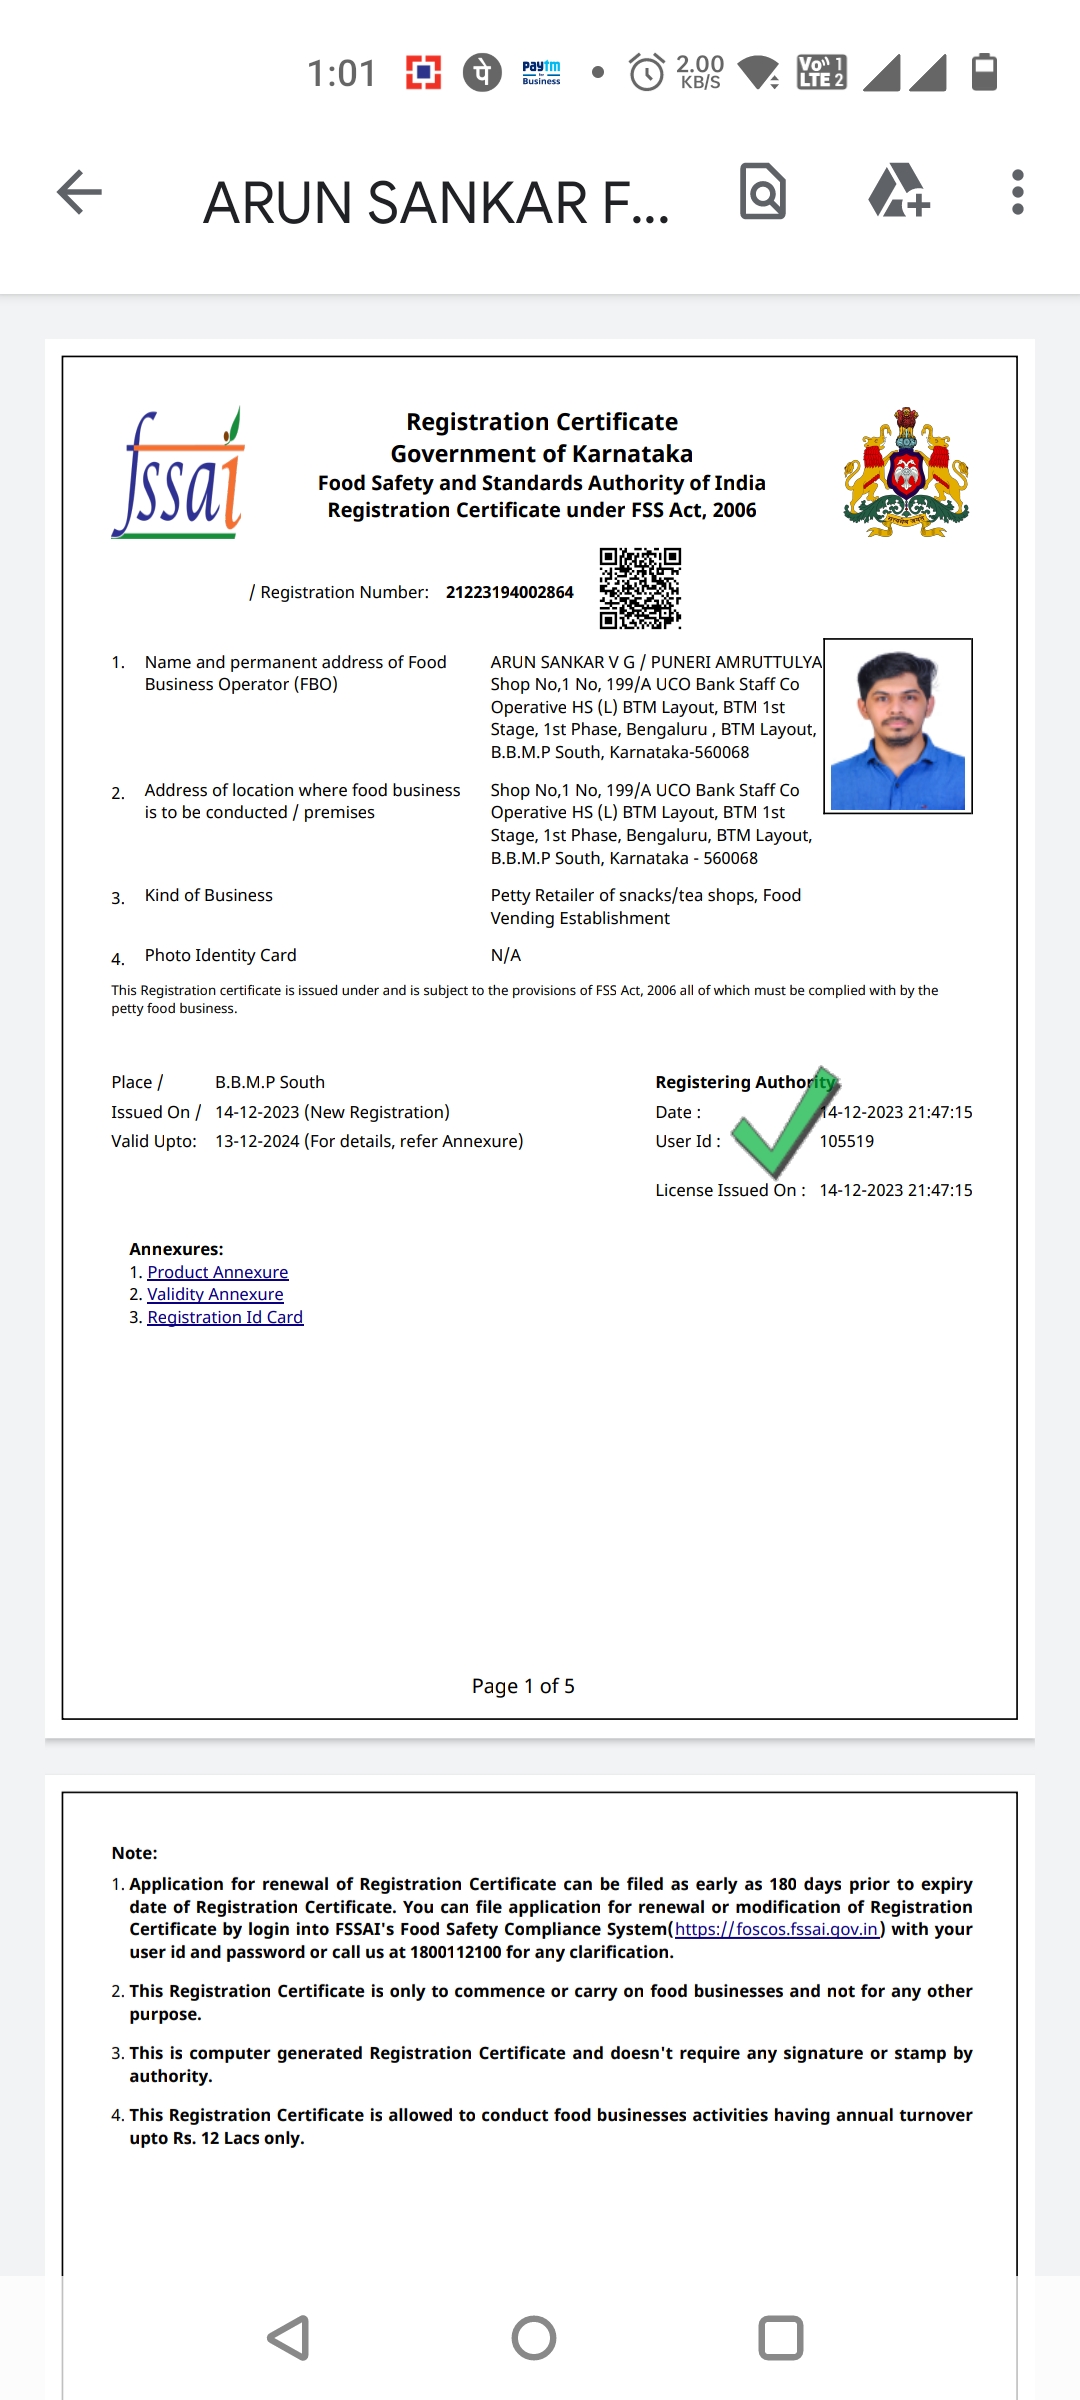 1:01
पे
Paytm
for
Business
2.00
KB/S
Vo)) 1
LTE 2
ARUN SANKAR F...
fssai
Registration Certificate
Government of Karnataka
Food Safety and Standards Authority of India
Registration Certificate under FSS Act, 2006
/ Registration Number: 21223194002864
1. Name and permanent address of Food Business Operator (FBO)
ARUN SANKAR V G / PUNERI AMRUTTULYA
Shop No,1 No, 199/A UCO Bank Staff Co
Operative HS (L) BTM Layout, BTM 1st
Stage, 1st Phase, Bengaluru , BTM Layout,
B.B.M.P South, Karnataka-560068
2. Address of location where food business
is to be conducted / premises
Shop No,1 No, 199/A UCO Bank Staff Co
Operative HS (L) BTM Layout, BTM 1st
Stage, 1st Phase, Bengaluru, BTM Layout,
B.B.M.P South, Karnataka - 560068
3. Kind of Business
Petty Retailer of snacks/tea shops, Food
Vending Establishment
4. Photo Identity Card
N/A
This Registration certificate is issued under and is subject to the provisions of FSS Act, 2006 all of which must be complied with by the
petty food business.
Place / B.B.M.P South
Issued On / 14-12-2023 (New Registration)
Valid Upto: 13-12-2024 (For details, refer Annexure)
Registering Authority
Date : 14-12-2023 21:47:15
User Id : 105519
License Issued On : 14-12-2023 21:47:15
Annexures:
1. Product Annexure
2. Validity Annexure
3. Registration Id Card
Page 1 of 5
Note:
1. Application for renewal of Registration Certificate can be filed as early as 180 days prior to expiry
date of Registration Certificate. You can file application for renewal or modification of Registration
Certificate by login into FSSAI's Food Safety Compliance System(https://foscos.fssai.gov.in) with your
user id and password or call us at 1800112100 for any clarification.
2. This Registration Certificate is only to commence or carry on food businesses and not for any other
purpose.
3. This is computer generated Registration Certificate and doesn't require any signature or stamp by
authority.
4. This Registration Certificate is allowed to conduct food businesses activities having annual turnover
upto Rs. 12 Lacs only.